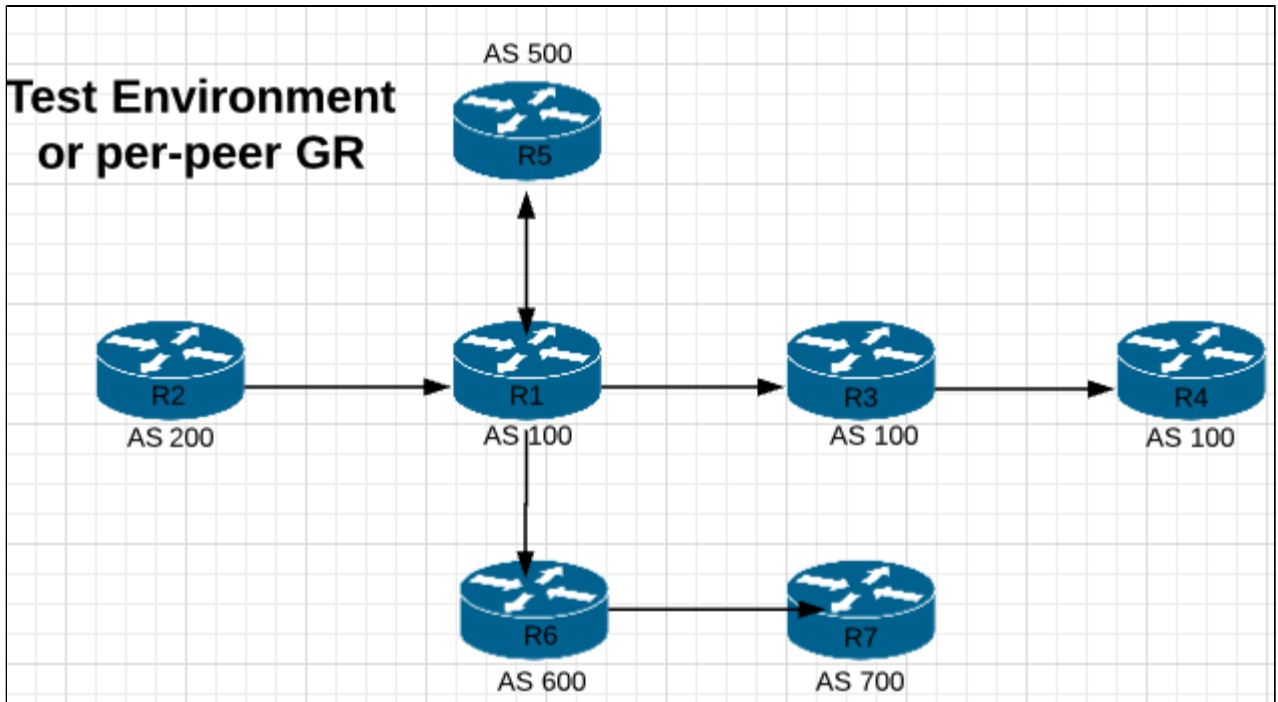 AS 500
Test Environment
or per-peer GR
R5
R2
R1
R3
R4
AS 200
AS 100
AS 100
AS 100
R6
R7
AS 600
AS 700